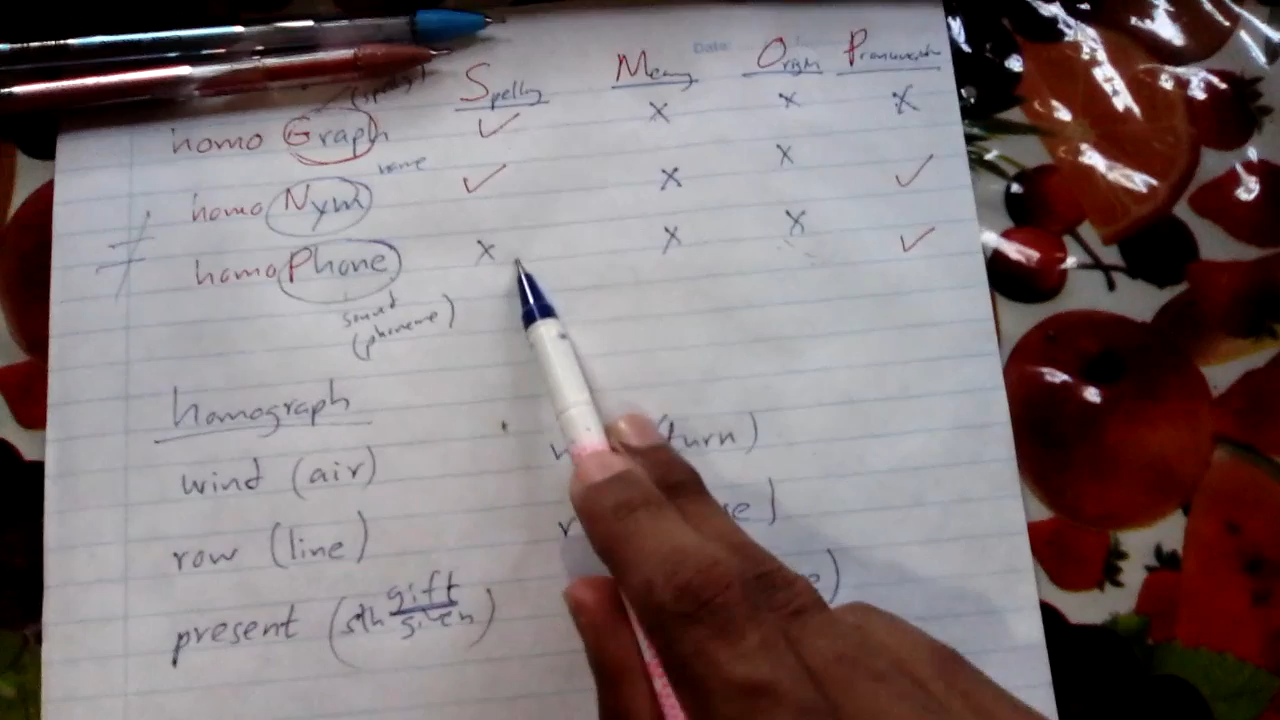 Date:
Spelling Meaning Origin
(spelling)
homo Graph ✓ x x x
name
homo Nym ✓ x x ✓
≠
homo Phone x x x ✓
sound
(phoneme)
homograph
wind (air) (turn)
row (line)
present (sth gift given)